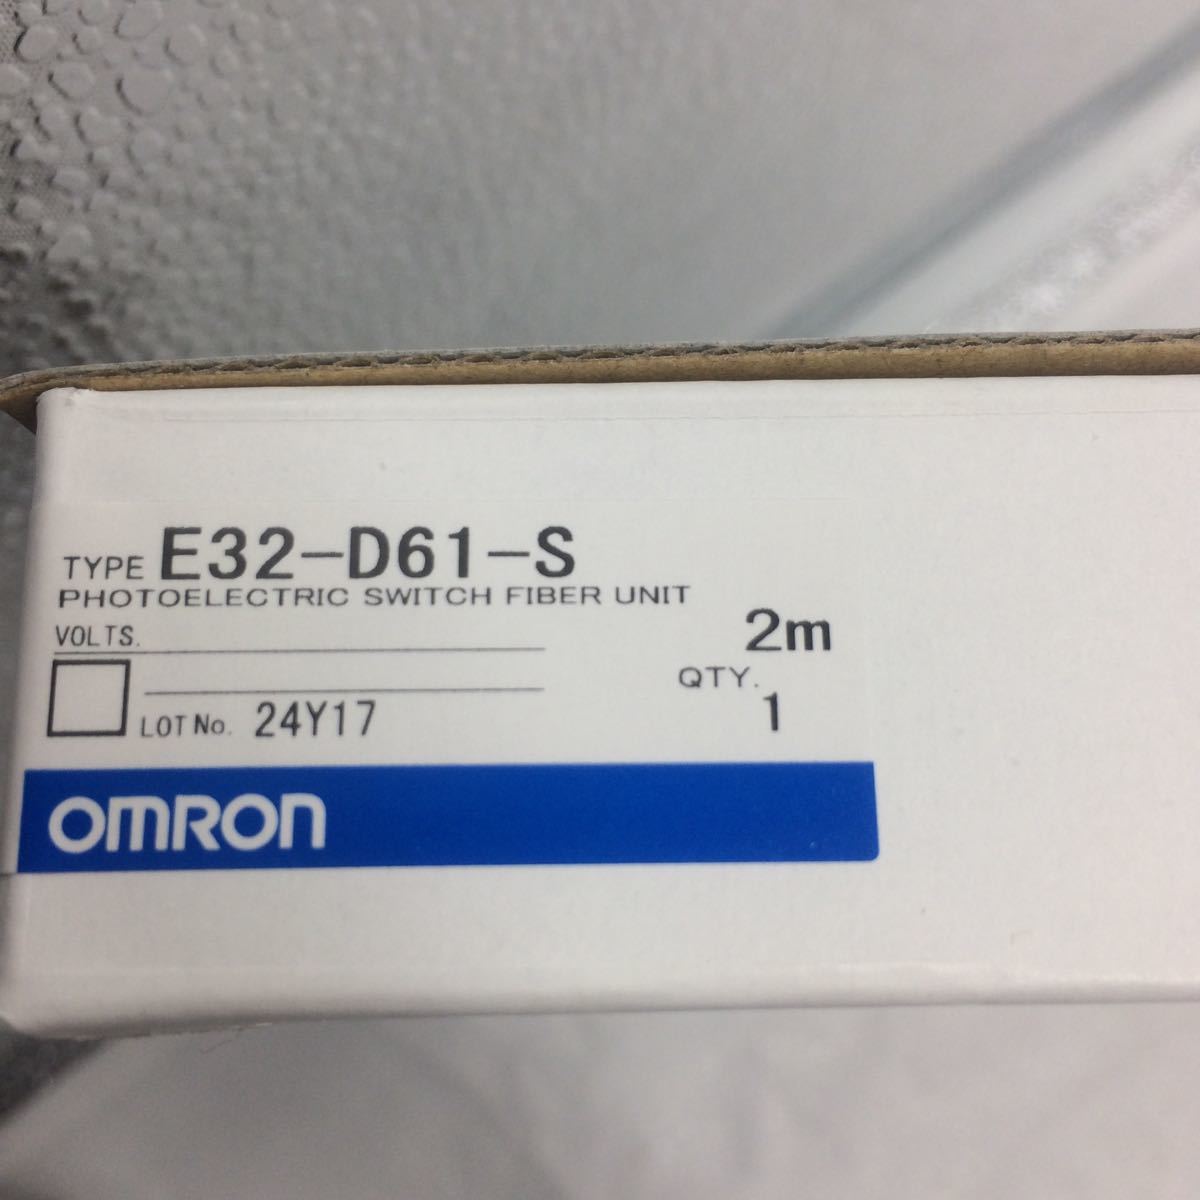 TYPE E32-D61-S
PHOTOELECTRIC SWITCH FIBER UNIT
VOLTS.
2m
QTY.
1
LOT No. 24Y17
OMRON